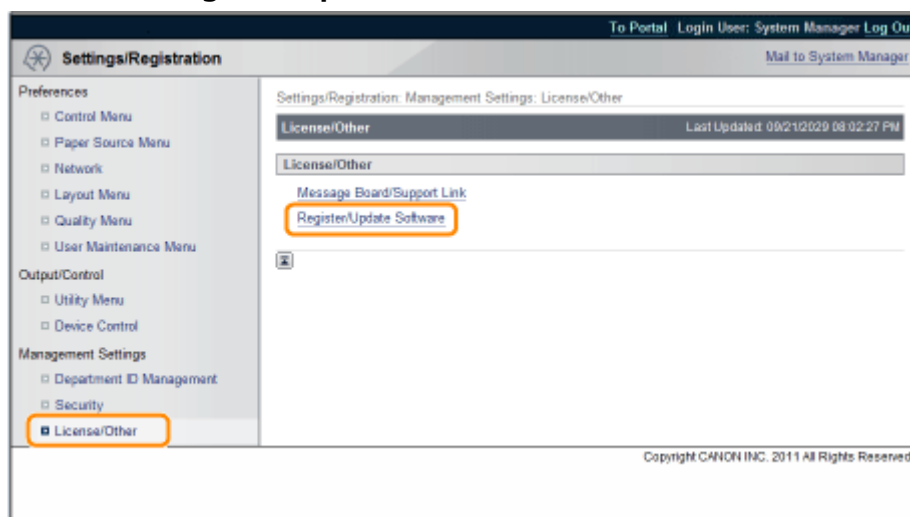 To Portal Login User: System Manager Log Ou
Settings/Registration
Mail to System Manager
Preferences
Control Menu
Paper Source Menu
Network
Layout Menu
Quality Menu
User Maintenance Menu
Output/Control
Utility Menu
Device Control
Management Settings
Department ID Management
Security
License/Other
Settings/Registration: Management Settings: License/Other
License/Other
Last Updated: 09/21/2029 08:02:27 PM
License/Other
Message Board/Support Link
Register/Update Software
Copyright CANON INC. 2011 All Rights Reserved